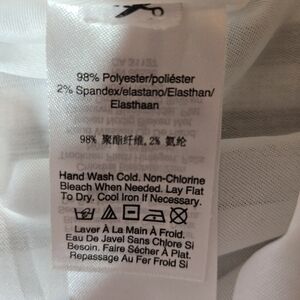 98% Polyester/poliéster
2% Spandex/elastano/Elasthan/
Elasthaan
98% 聚酯纤维, 2% 氨纶
Hand Wash Cold. Non-Chlorine
Bleach When Needed. Lay Flat
To Dry. Cool Iron If Necessary.
Laver À La Main À Froid.
Eau De Javel Sans Chlore Si
Besoin. Faire Sécher À Plat.
Repassage Au Fer Froid Si